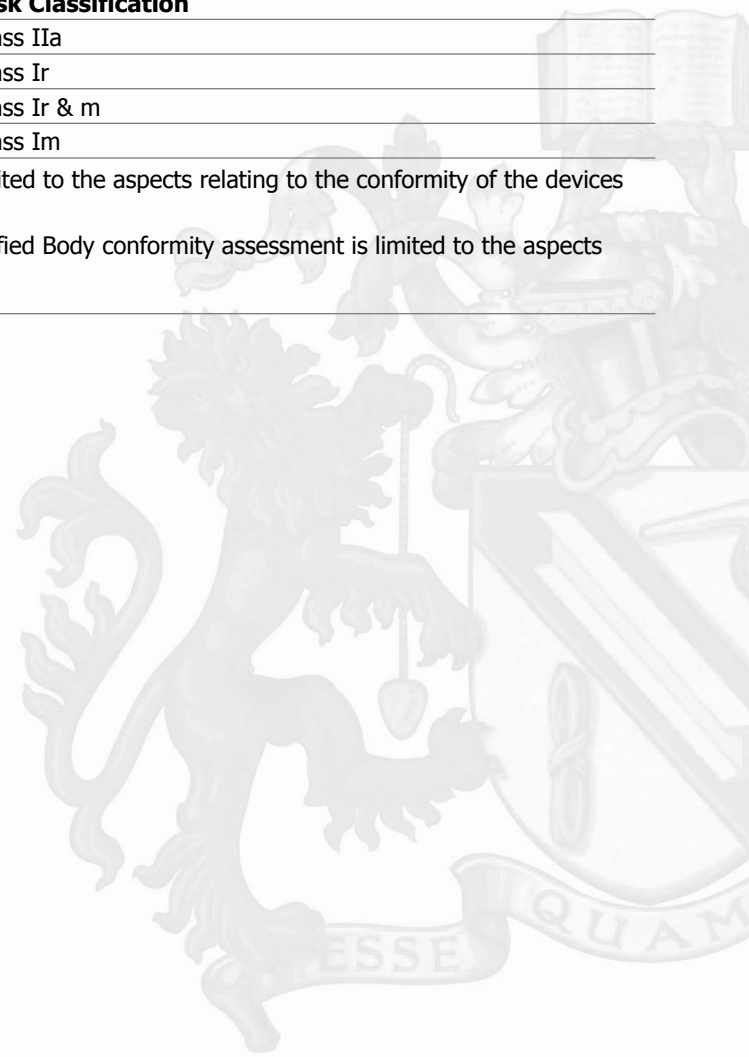 sk Classification
ass IIa
ass Ir
ass Ir & m
ass Im
ited to the aspects relating to the conformity of the devices
fied Body conformity assessment is limited to the aspects
ESSE
QUAM